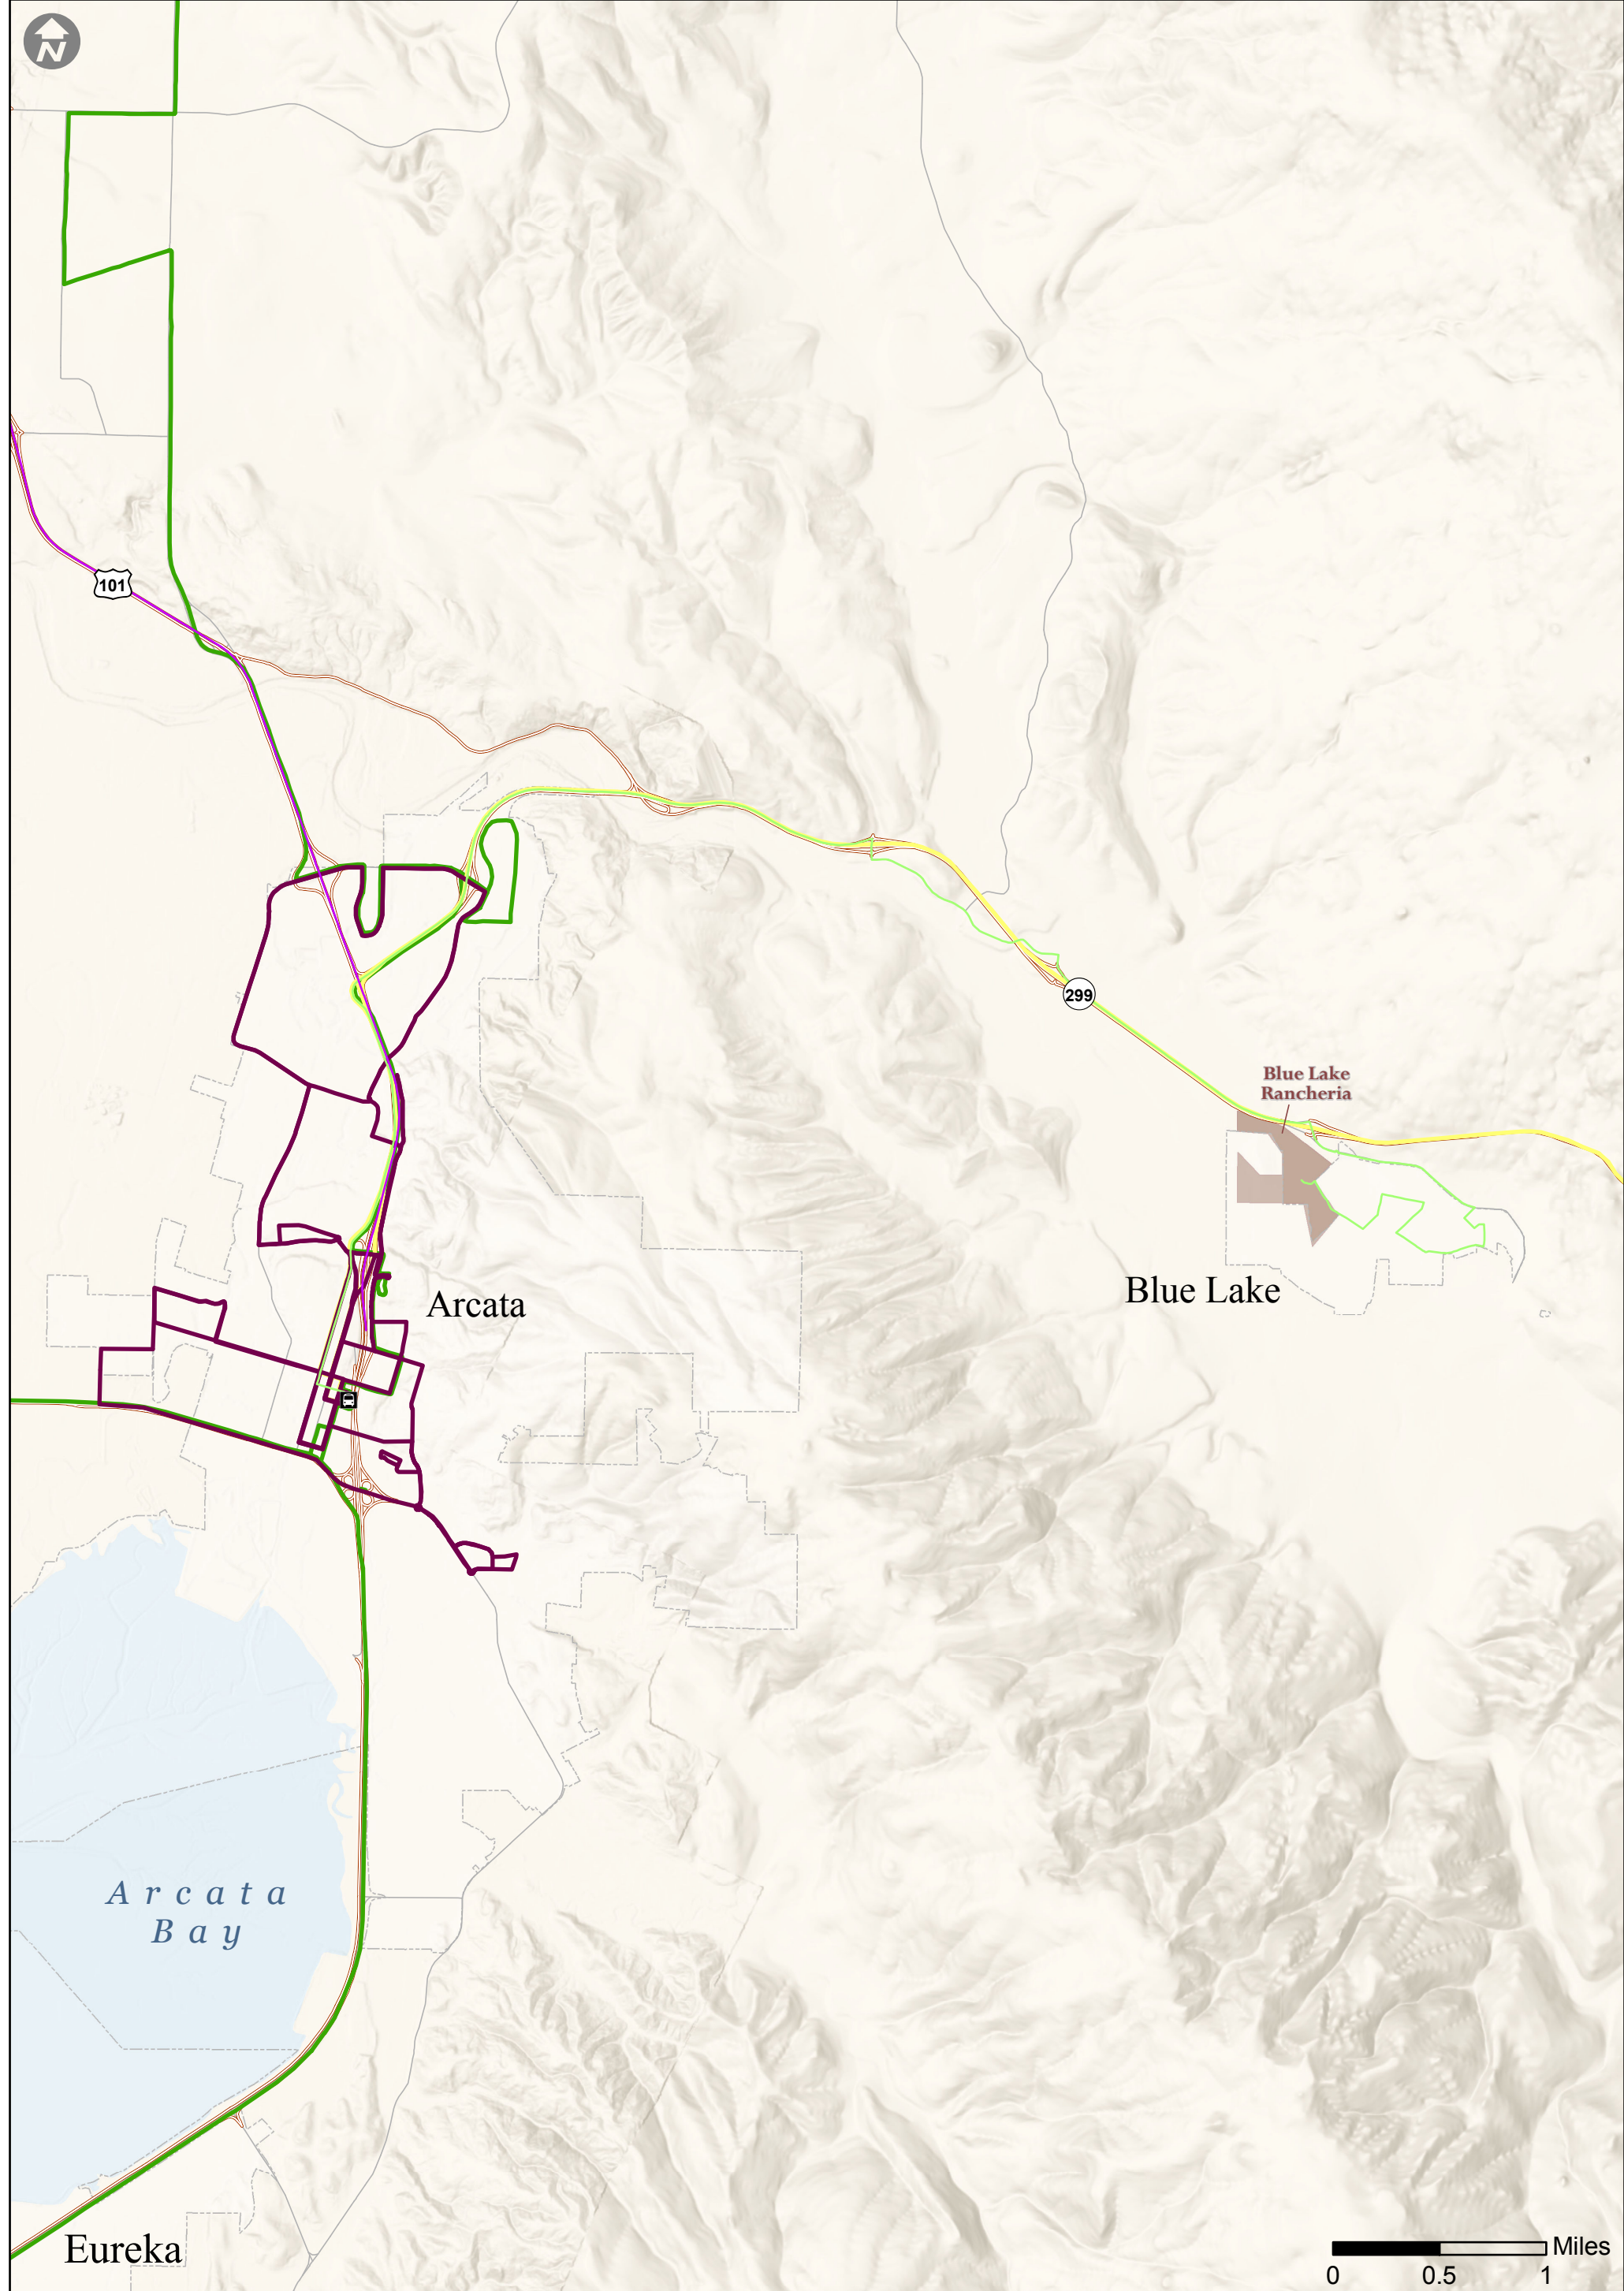 N
101
299
Blue Lake
Rancheria
Blue Lake
Arcata
Arcata
Bay
Eureka
Miles
0 0.5 1